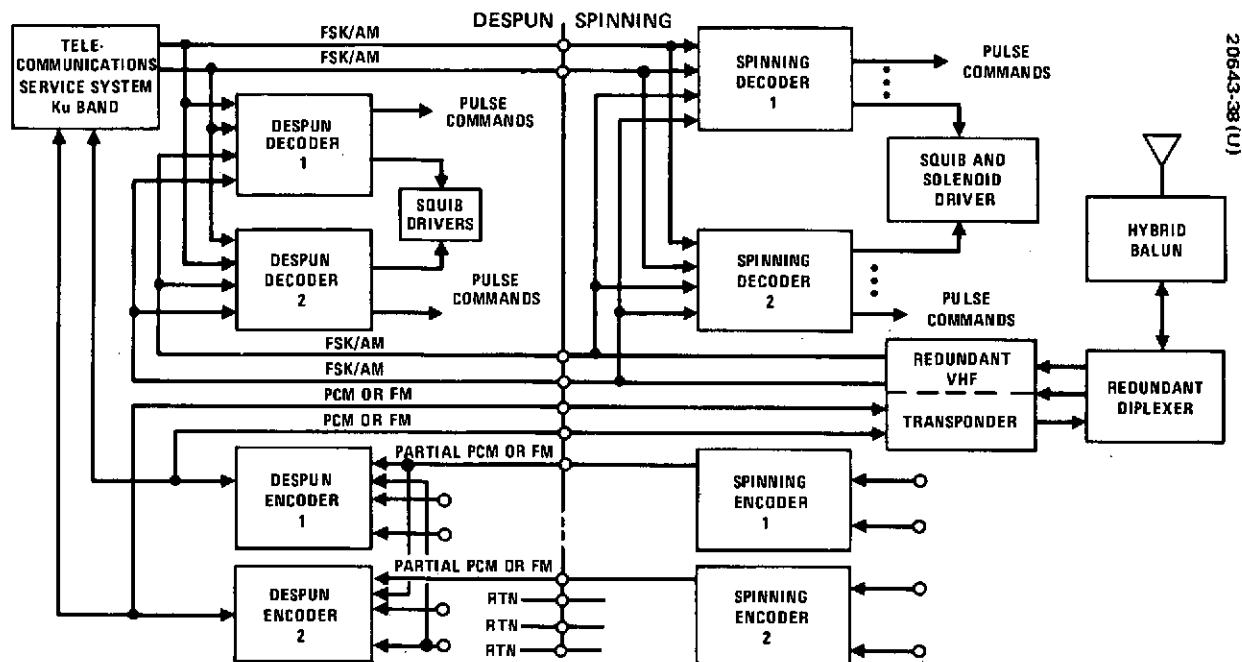 DESPUN
SPINNING
20643-38 (U)
TELE-
COMMUNICATIONS
SERVICE SYSTEM
Ku BAND
FSK/AM
FSK/AM
DESPUN
DECODER
1
PULSE
COMMANDS
SQUIB
DRIVERS
DESPUN
DECODER
2
PULSE
COMMANDS
SPINNING
DECODER
1
PULSE
COMMANDS
SQUIB AND
SOLENOID
DRIVER
SPINNING
DECODER
2
PULSE
COMMANDS
HYBRID
BALUN
FSK/AM
FSK/AM
PCM OR FM
PCM OR FM
REDUNDANT
VHF
TRANSPONDER
REDUNDANT
DIPLEXER
PARTIAL PCM OR FM
DESPUN
ENCODER
1
SPINNING
ENCODER
1
PARTIAL PCM OR FM
DESPUN
ENCODER
2
RTN
RTN
RTN
SPINNING
ENCODER
2